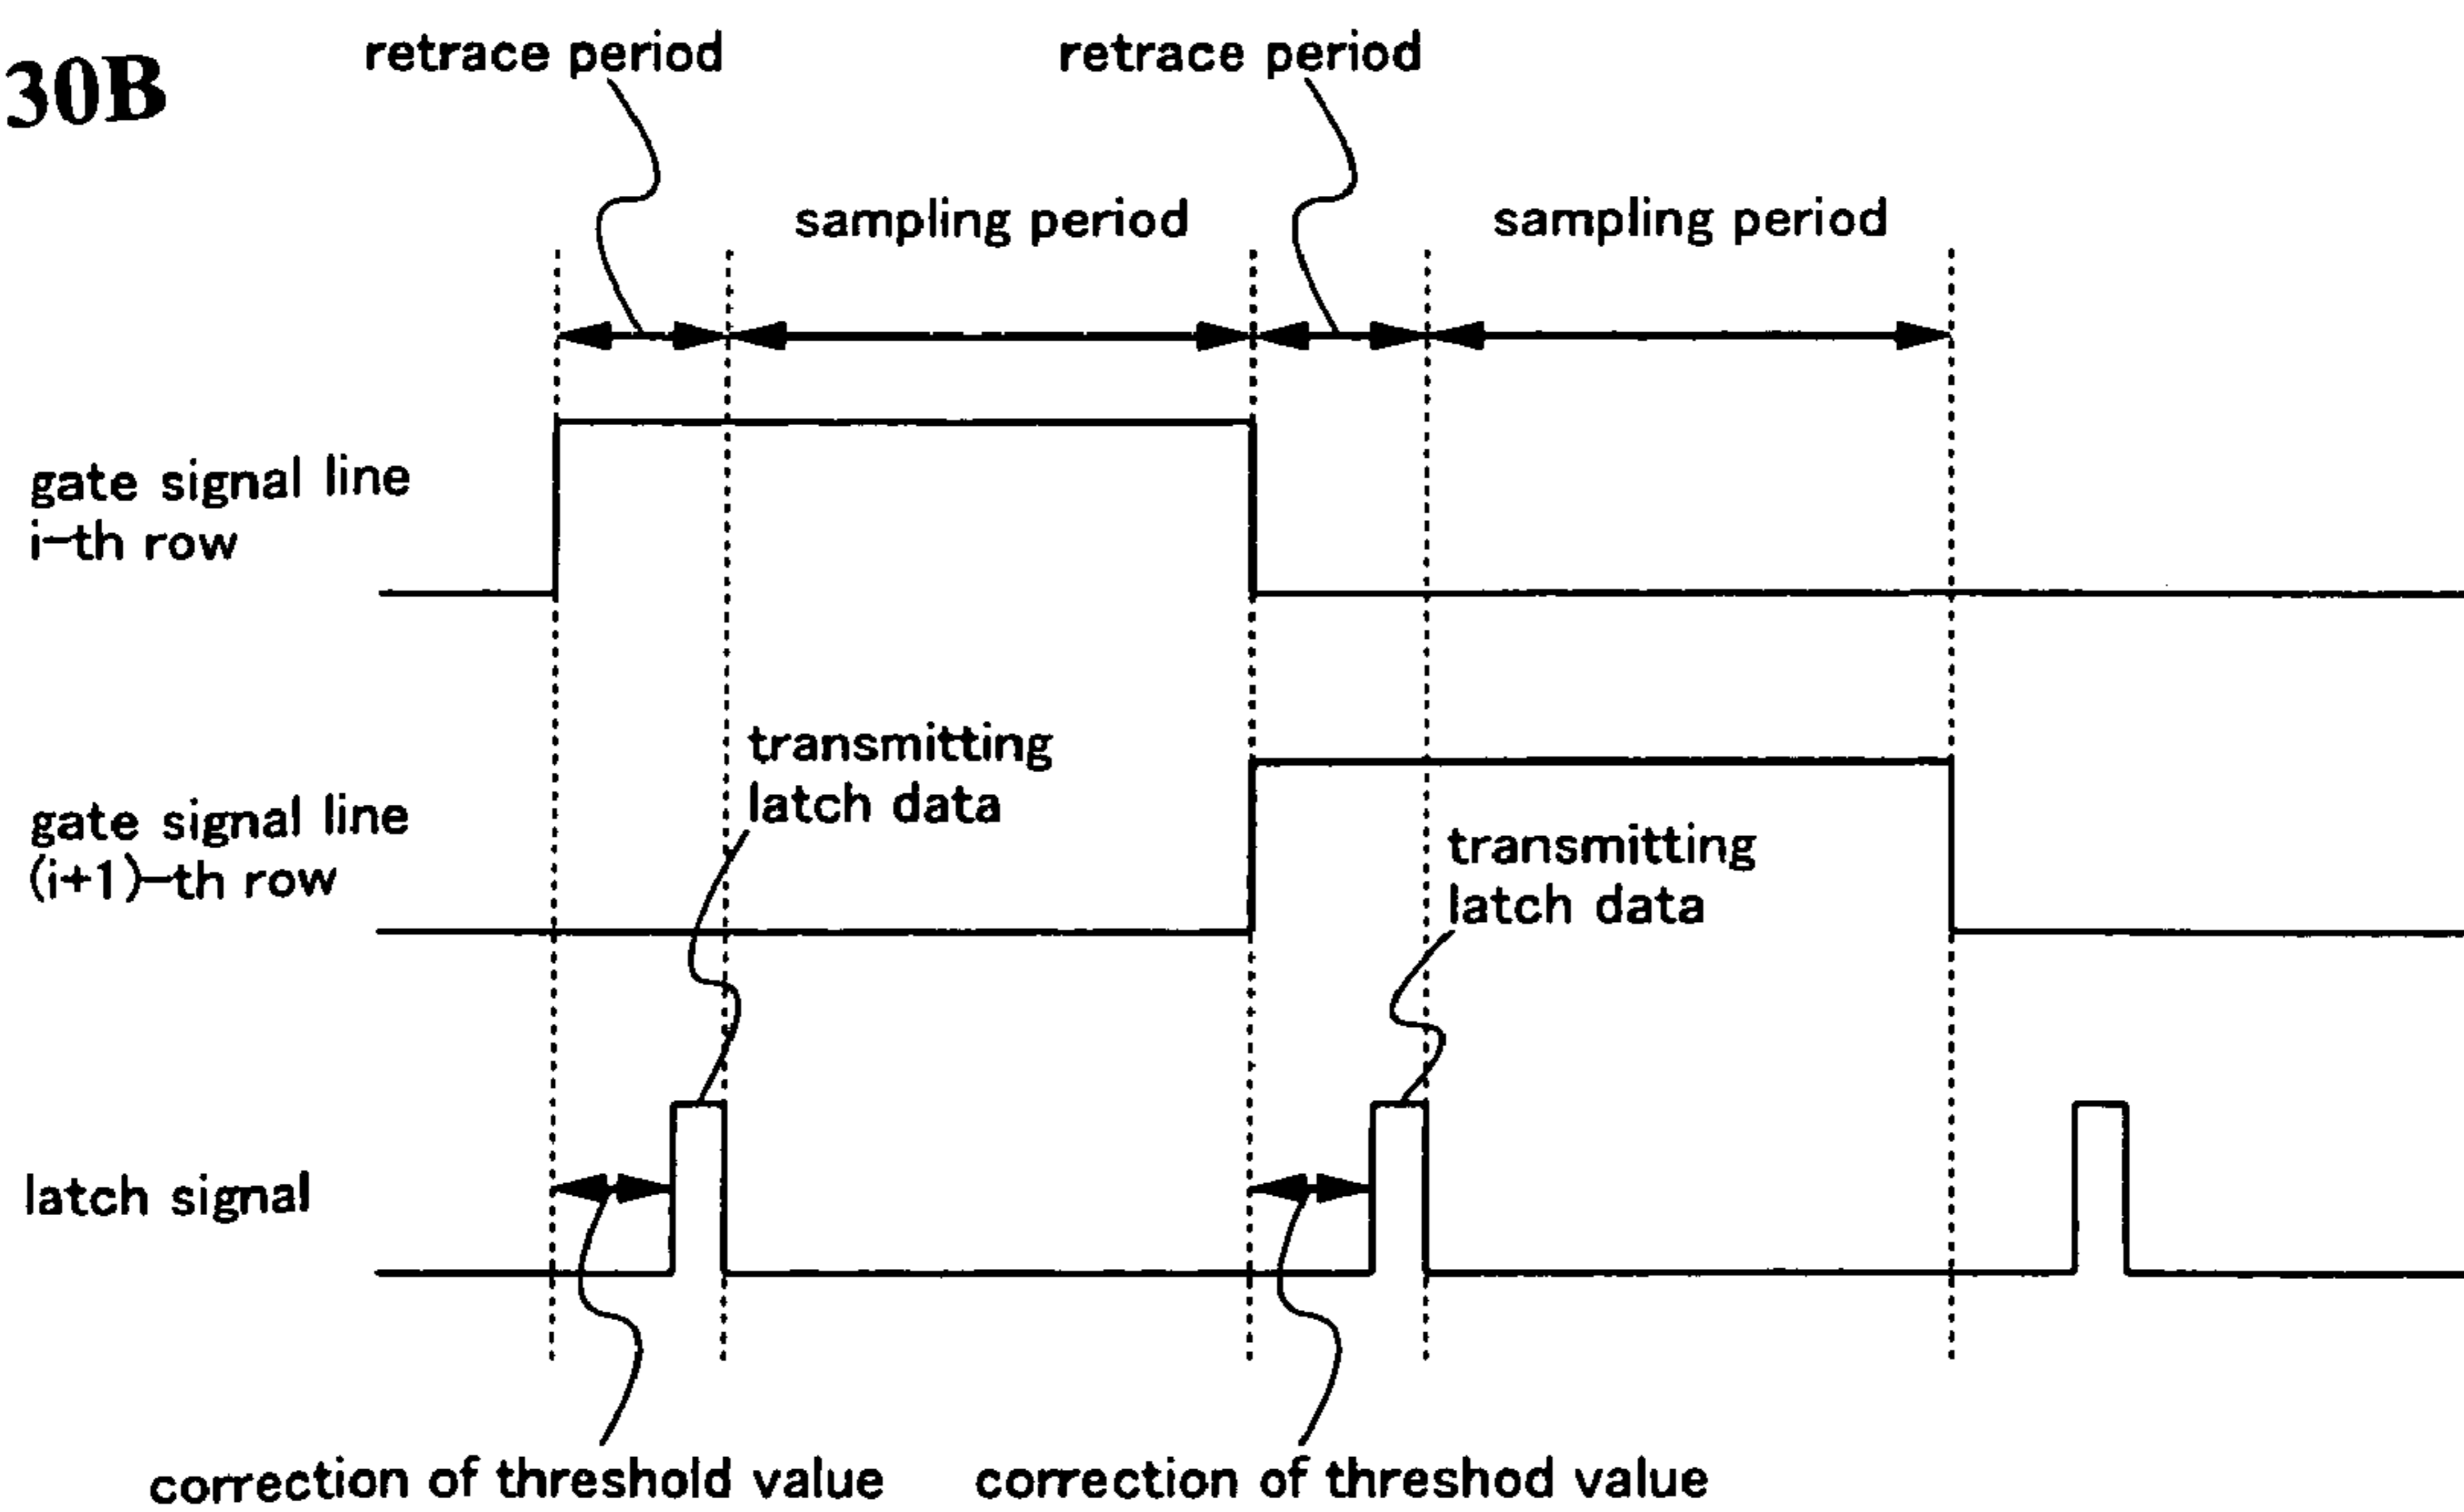 30B
retrace period
retrace period
sampling period
sampling period
gate signal line
i-th row
transmitting
latch data
gate signal line
(i+1)-th row
transmitting
latch data
latch signal
correction of threshold value
correction of threshod value